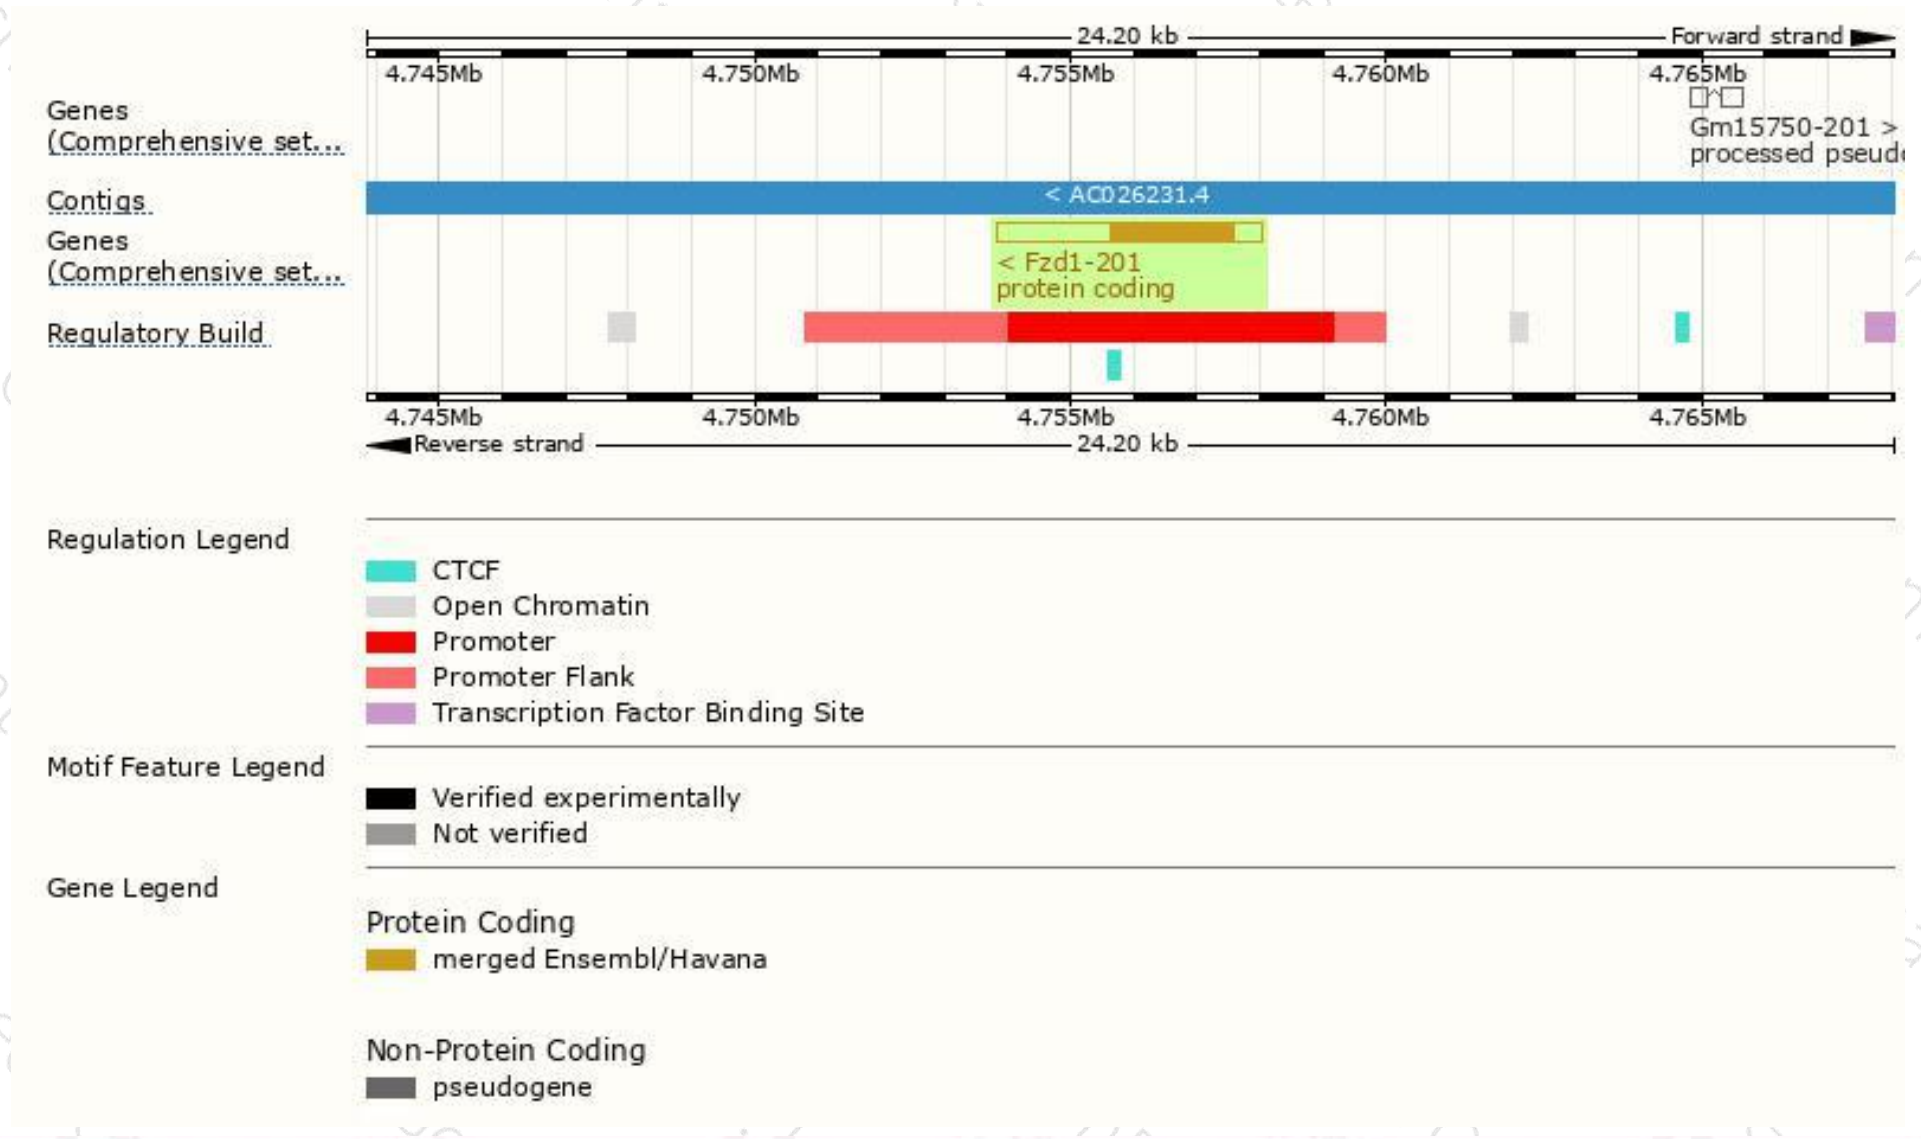 24.20 kb
Forward strand
4.745Mb 4.750Mb 4.755Mb 4.760Mb 4.765Mb
Genes
(Comprehensive set...
Gm15750-201 >
processed
Contigs
< AC026231.4
Genes
(Comprehensive set...
< Fzd1-201
protein coding
Regulatory Build
4.745Mb 4.750Mb 4.755Mb 4.760Mb 4.765Mb
Reverse strand
24.20 kb
Regulation Legend
CTCF
Open Chromatin
Promoter
Promoter Flank
Transcription Factor Binding Site
Motif Feature Legend
Verified experimentally
Not verified
Gene Legend
Protein Coding
merged Ensembl/Havana
Non-Protein Coding
pseudogene